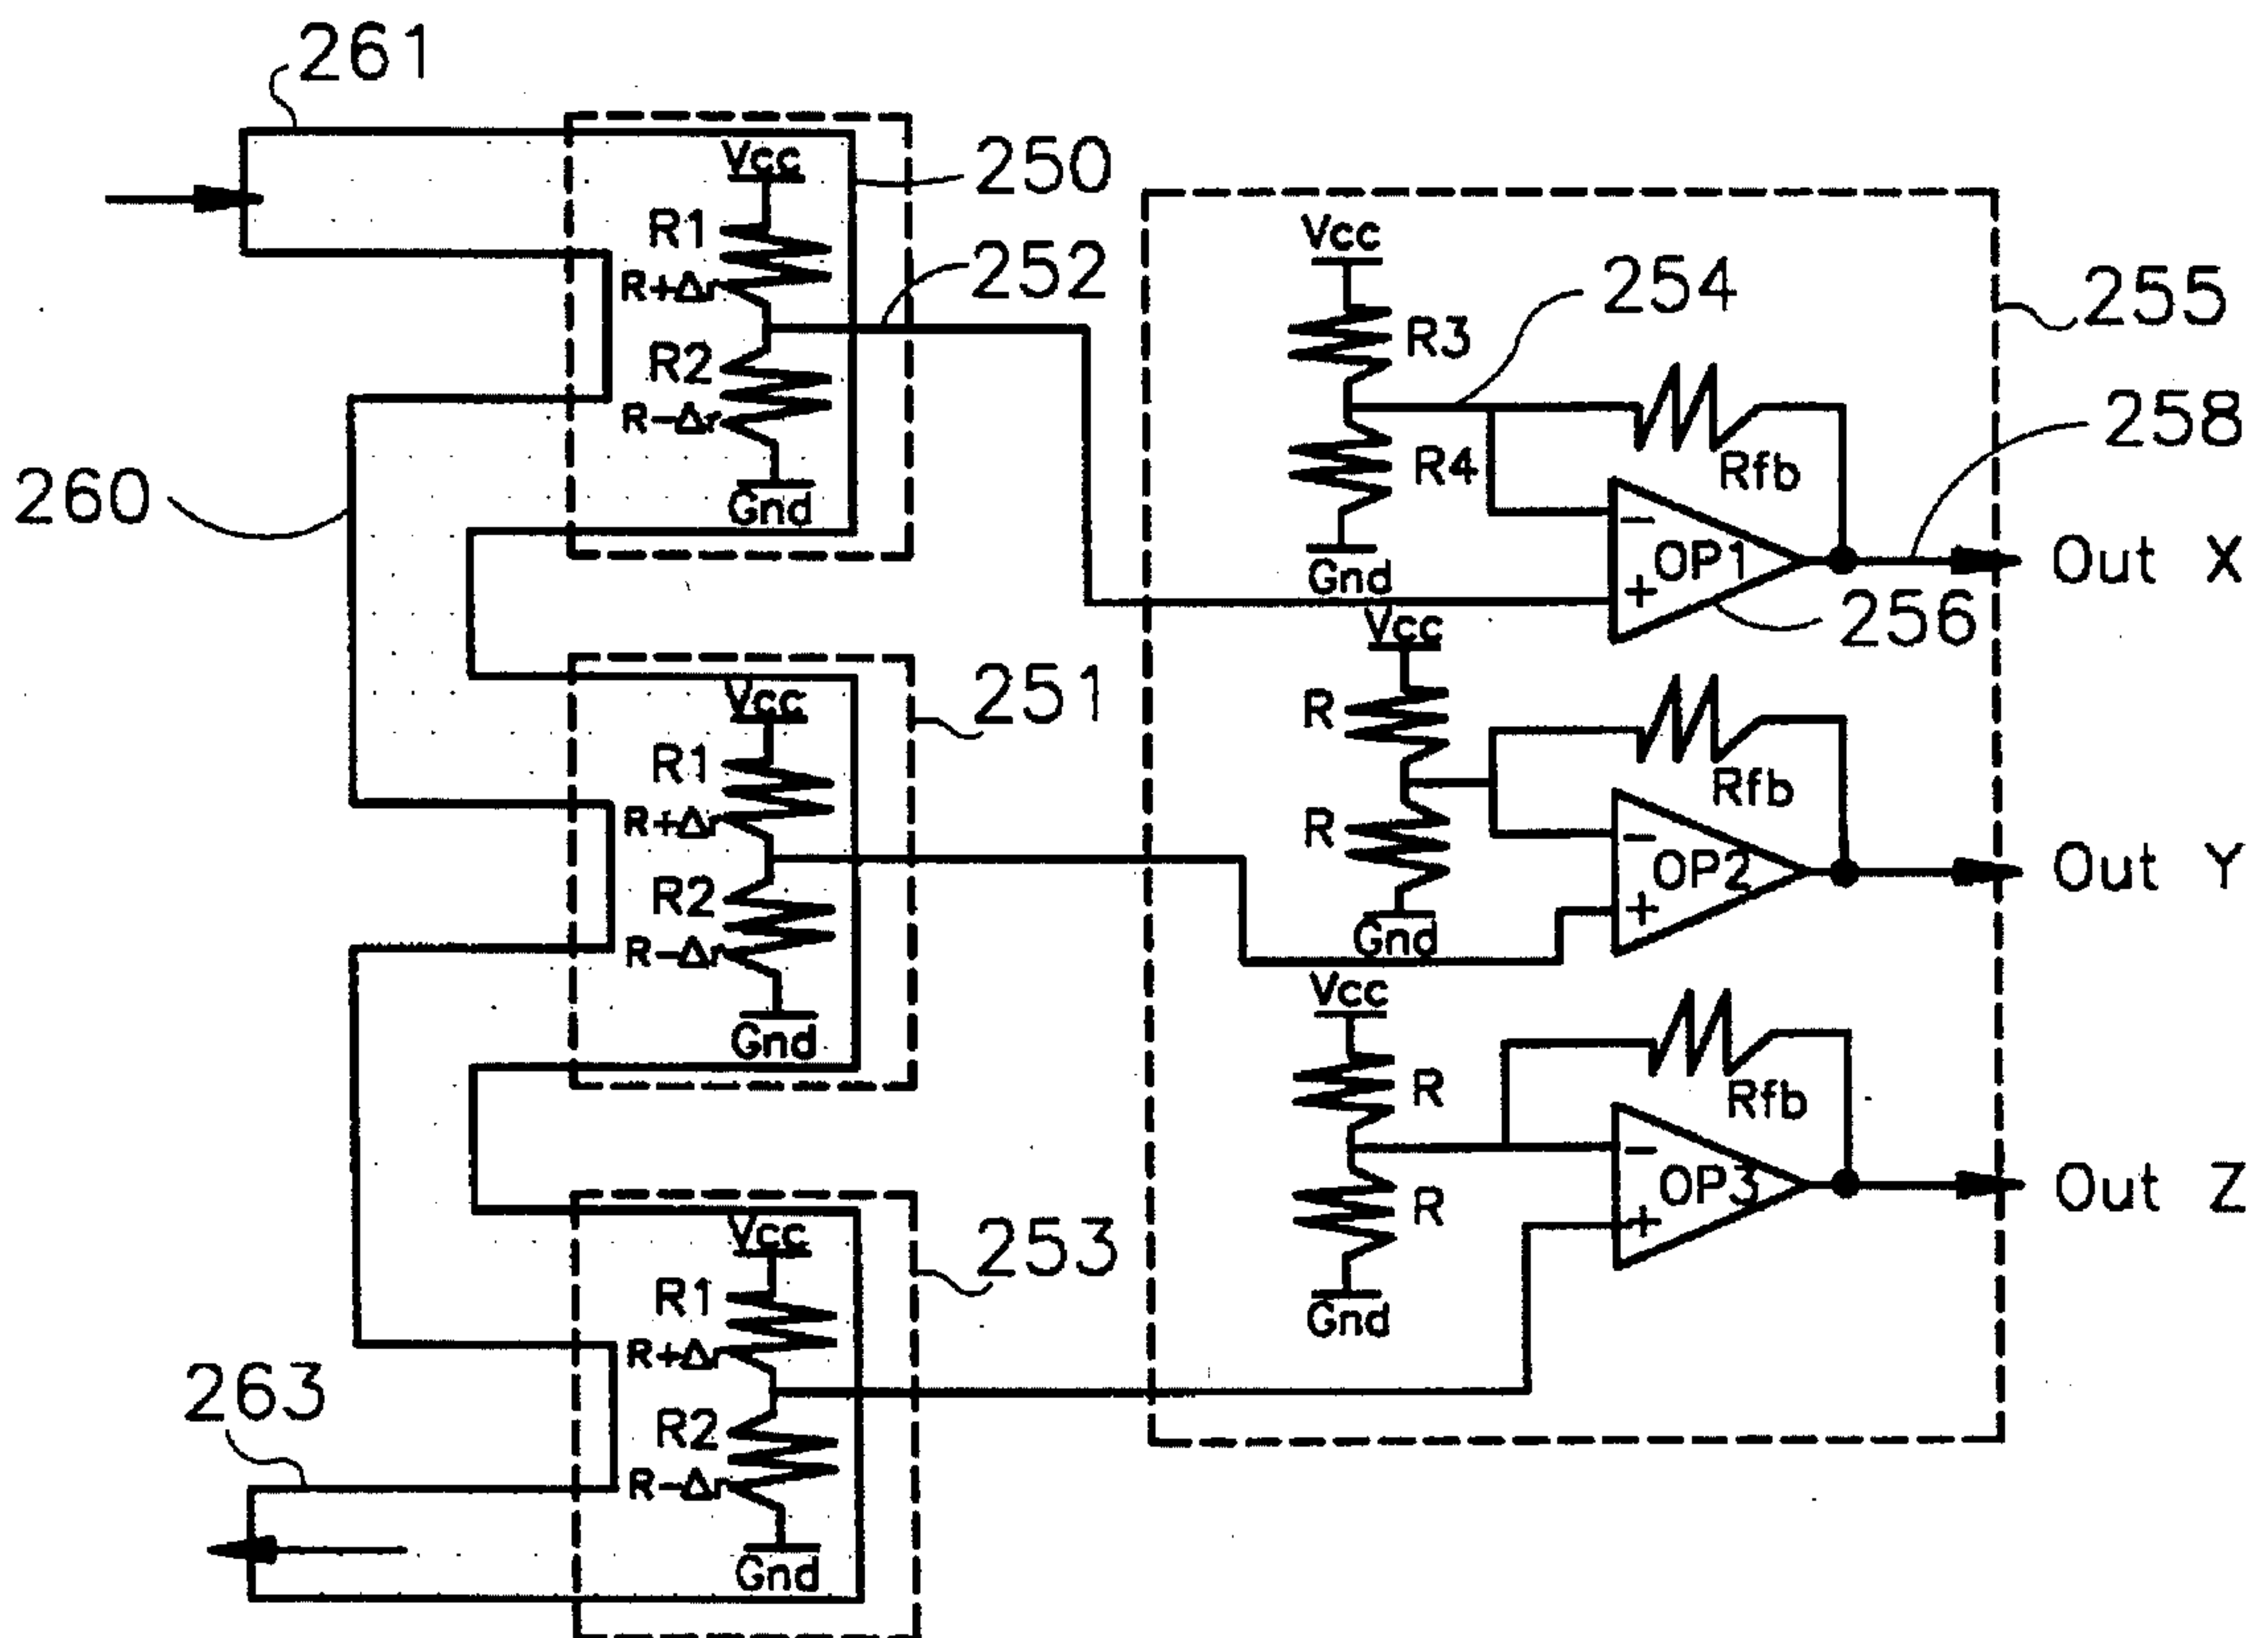 261
Vcc
250
R1
R+Δr
252
R2
R-Δr
Gnd
260
Vcc
R3
254
255
R4
Rfb
258
Gnd
-
OP1
+
Out X
256
251
Vcc
R1
R+Δr
R2
R-Δr
Gnd
Vcc
R
R
Rfb
Gnd
-
OP2
+
Out Y
Vcc
R
R
Rfb
Gnd
-
OP3
+
Out Z
253
Vcc
R1
R+Δr
R2
R-Δr
Gnd
263